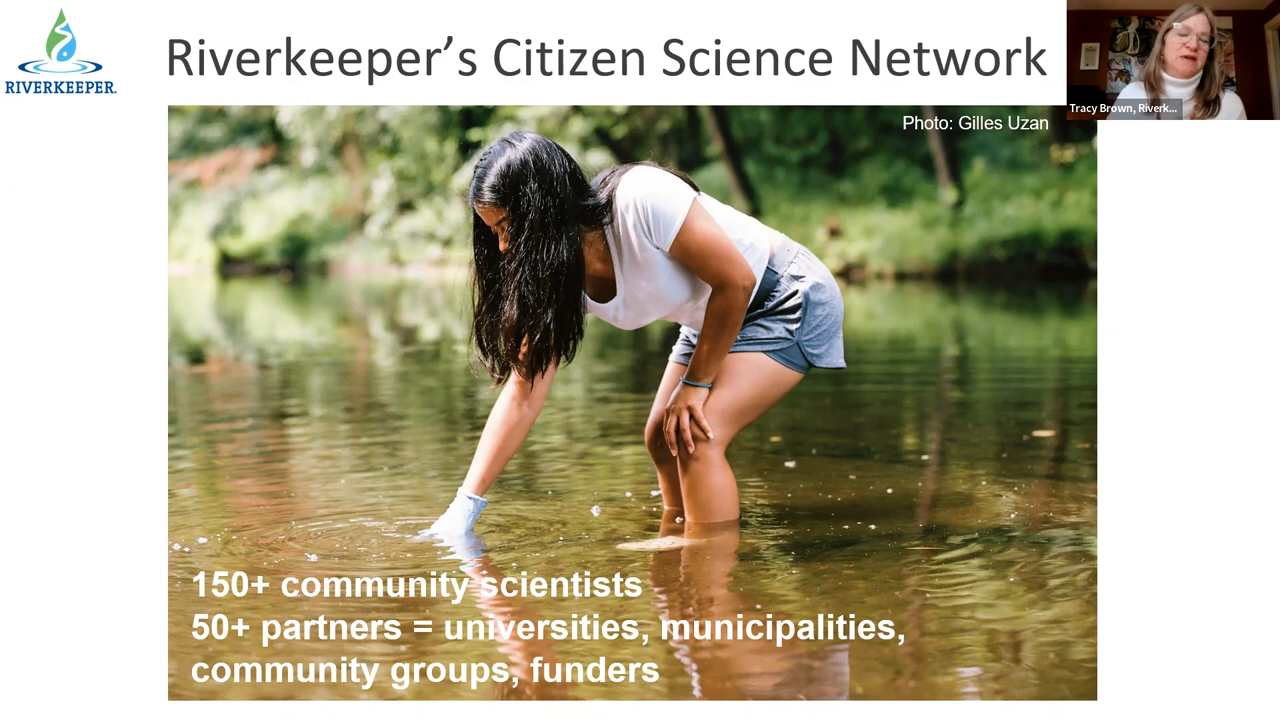 RIVERKEEPER.
Riverkeeper's Citizen Science Network
Tracy Brown, Riverk...
Photo: Gilles Uzan
150+ community scientists
50+ partners = universities, municipalities,
community groups, funders